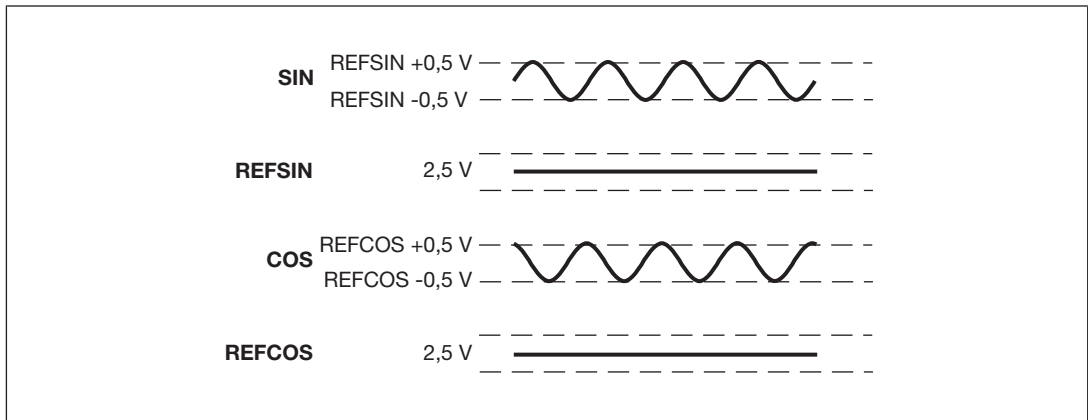 SIN
REFSIN +0,5 V
REFSIN -0,5 V
REFSIN 2,5 V
COS
REFCOS +0,5 V
REFCOS -0,5 V
REFCOS 2,5 V